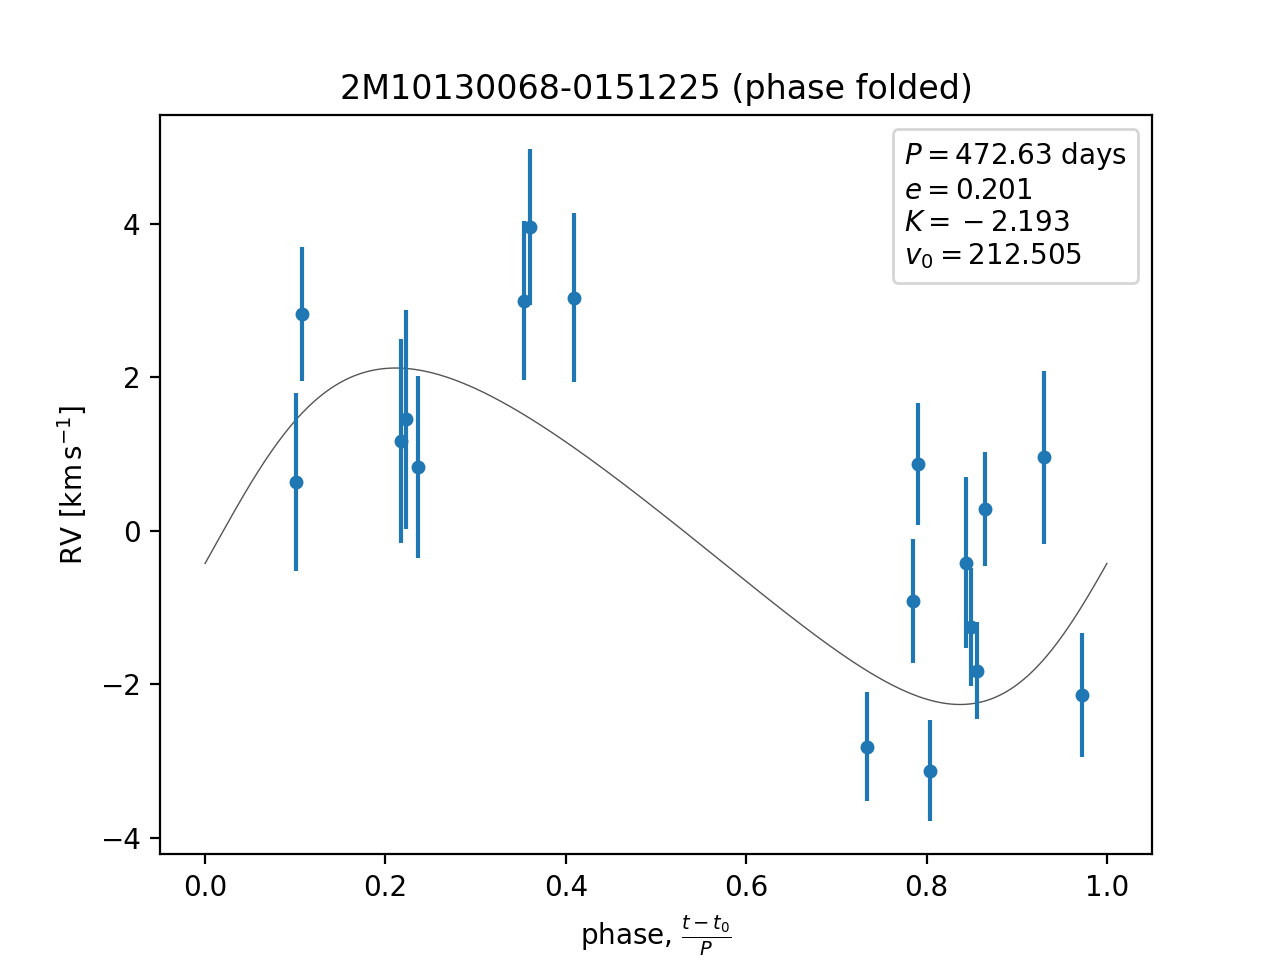 2M10130068-0151225 (phase folded)
P = 472.63 days
e = 0.201
K = −2.193
v₀ = 212.505
RV [km s⁻¹]
4
2
0
−2
−4
0.0 0.2 0.4 0.6 0.8 1.0
phase, (t − t₀)/P